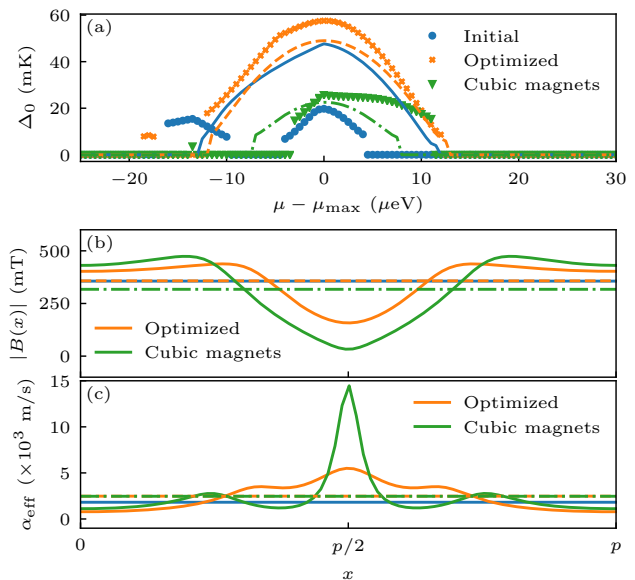 (a)
Initial
Optimized
Cubic magnets
Δ₀ (mK)
60
40
20
0
−20 −10 0 10 20 30
μ − μmax (μeV)
(b)
|B(x)| (mT)
500
250
0
Optimized
Cubic magnets
(c)
αeff (×10³ m/s)
15
10
5
0
Optimized
Cubic magnets
0 p/2 p
x